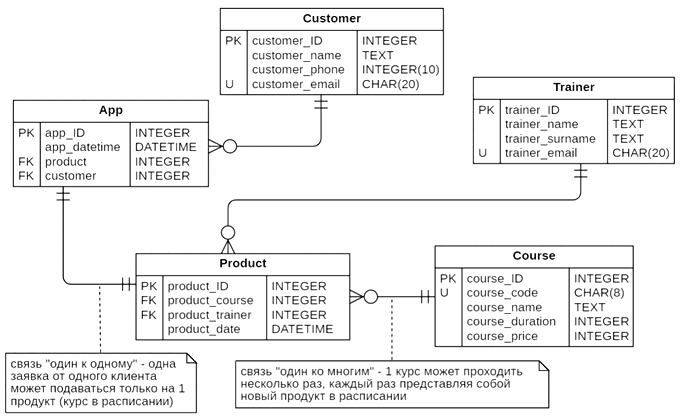 Customer
PK customer_ID INTEGER
customer_name TEXT
customer_phone INTEGER(10)
U customer_email CHAR(20)
Trainer
PK trainer_ID INTEGER
trainer_name TEXT
trainer_surname TEXT
U trainer_email CHAR(20)
App
PK app_ID INTEGER
app_datetime DATETIME
FK product INTEGER
FK customer INTEGER
Product
PK product_ID INTEGER
FK product_course INTEGER
FK product_trainer INTEGER
product_date DATETIME
Course
PK course_ID INTEGER
U course_code CHAR(8)
course_name TEXT
course_duration INTEGER
course_price INTEGER
связь "один к одному" - одна
заявка от одного клиента
может подаваться только на 1
продукт (курс в расписании)
связь "один ко многим" - 1 курс может проходить
несколько раз, каждый раз представляя собой
новый продукт в расписании